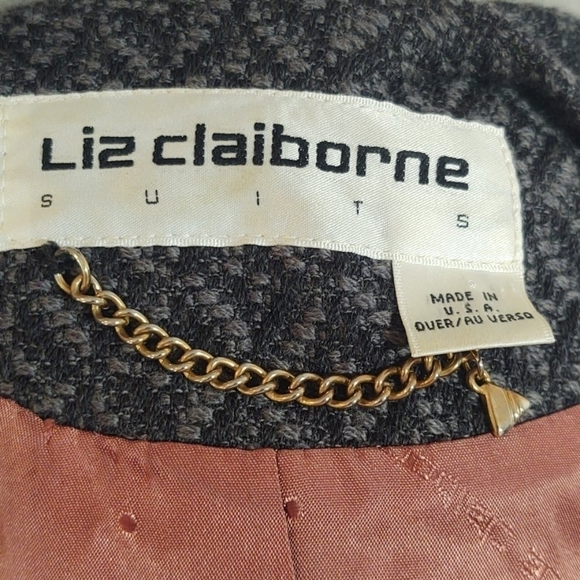 Liz claiborne
SUITS
MADE IN
U.S.A.
OVER/AU VERSO